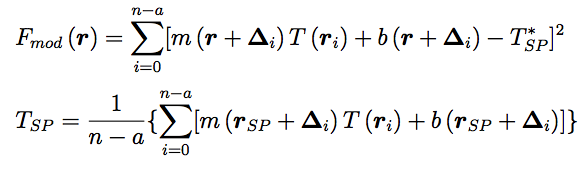 F_{mod}(r) = \sum_{i=0}^{n-a} [m(r + Δ_i) T(r_i) + b(r + Δ_i) − T^*_{SP}]^2
T_{SP} = \frac{1}{n − a} \{\sum_{i=0}^{n-a} [m(r_{SP} + Δ_i) T(r_i) + b(r_{SP} + Δ_i)]\}